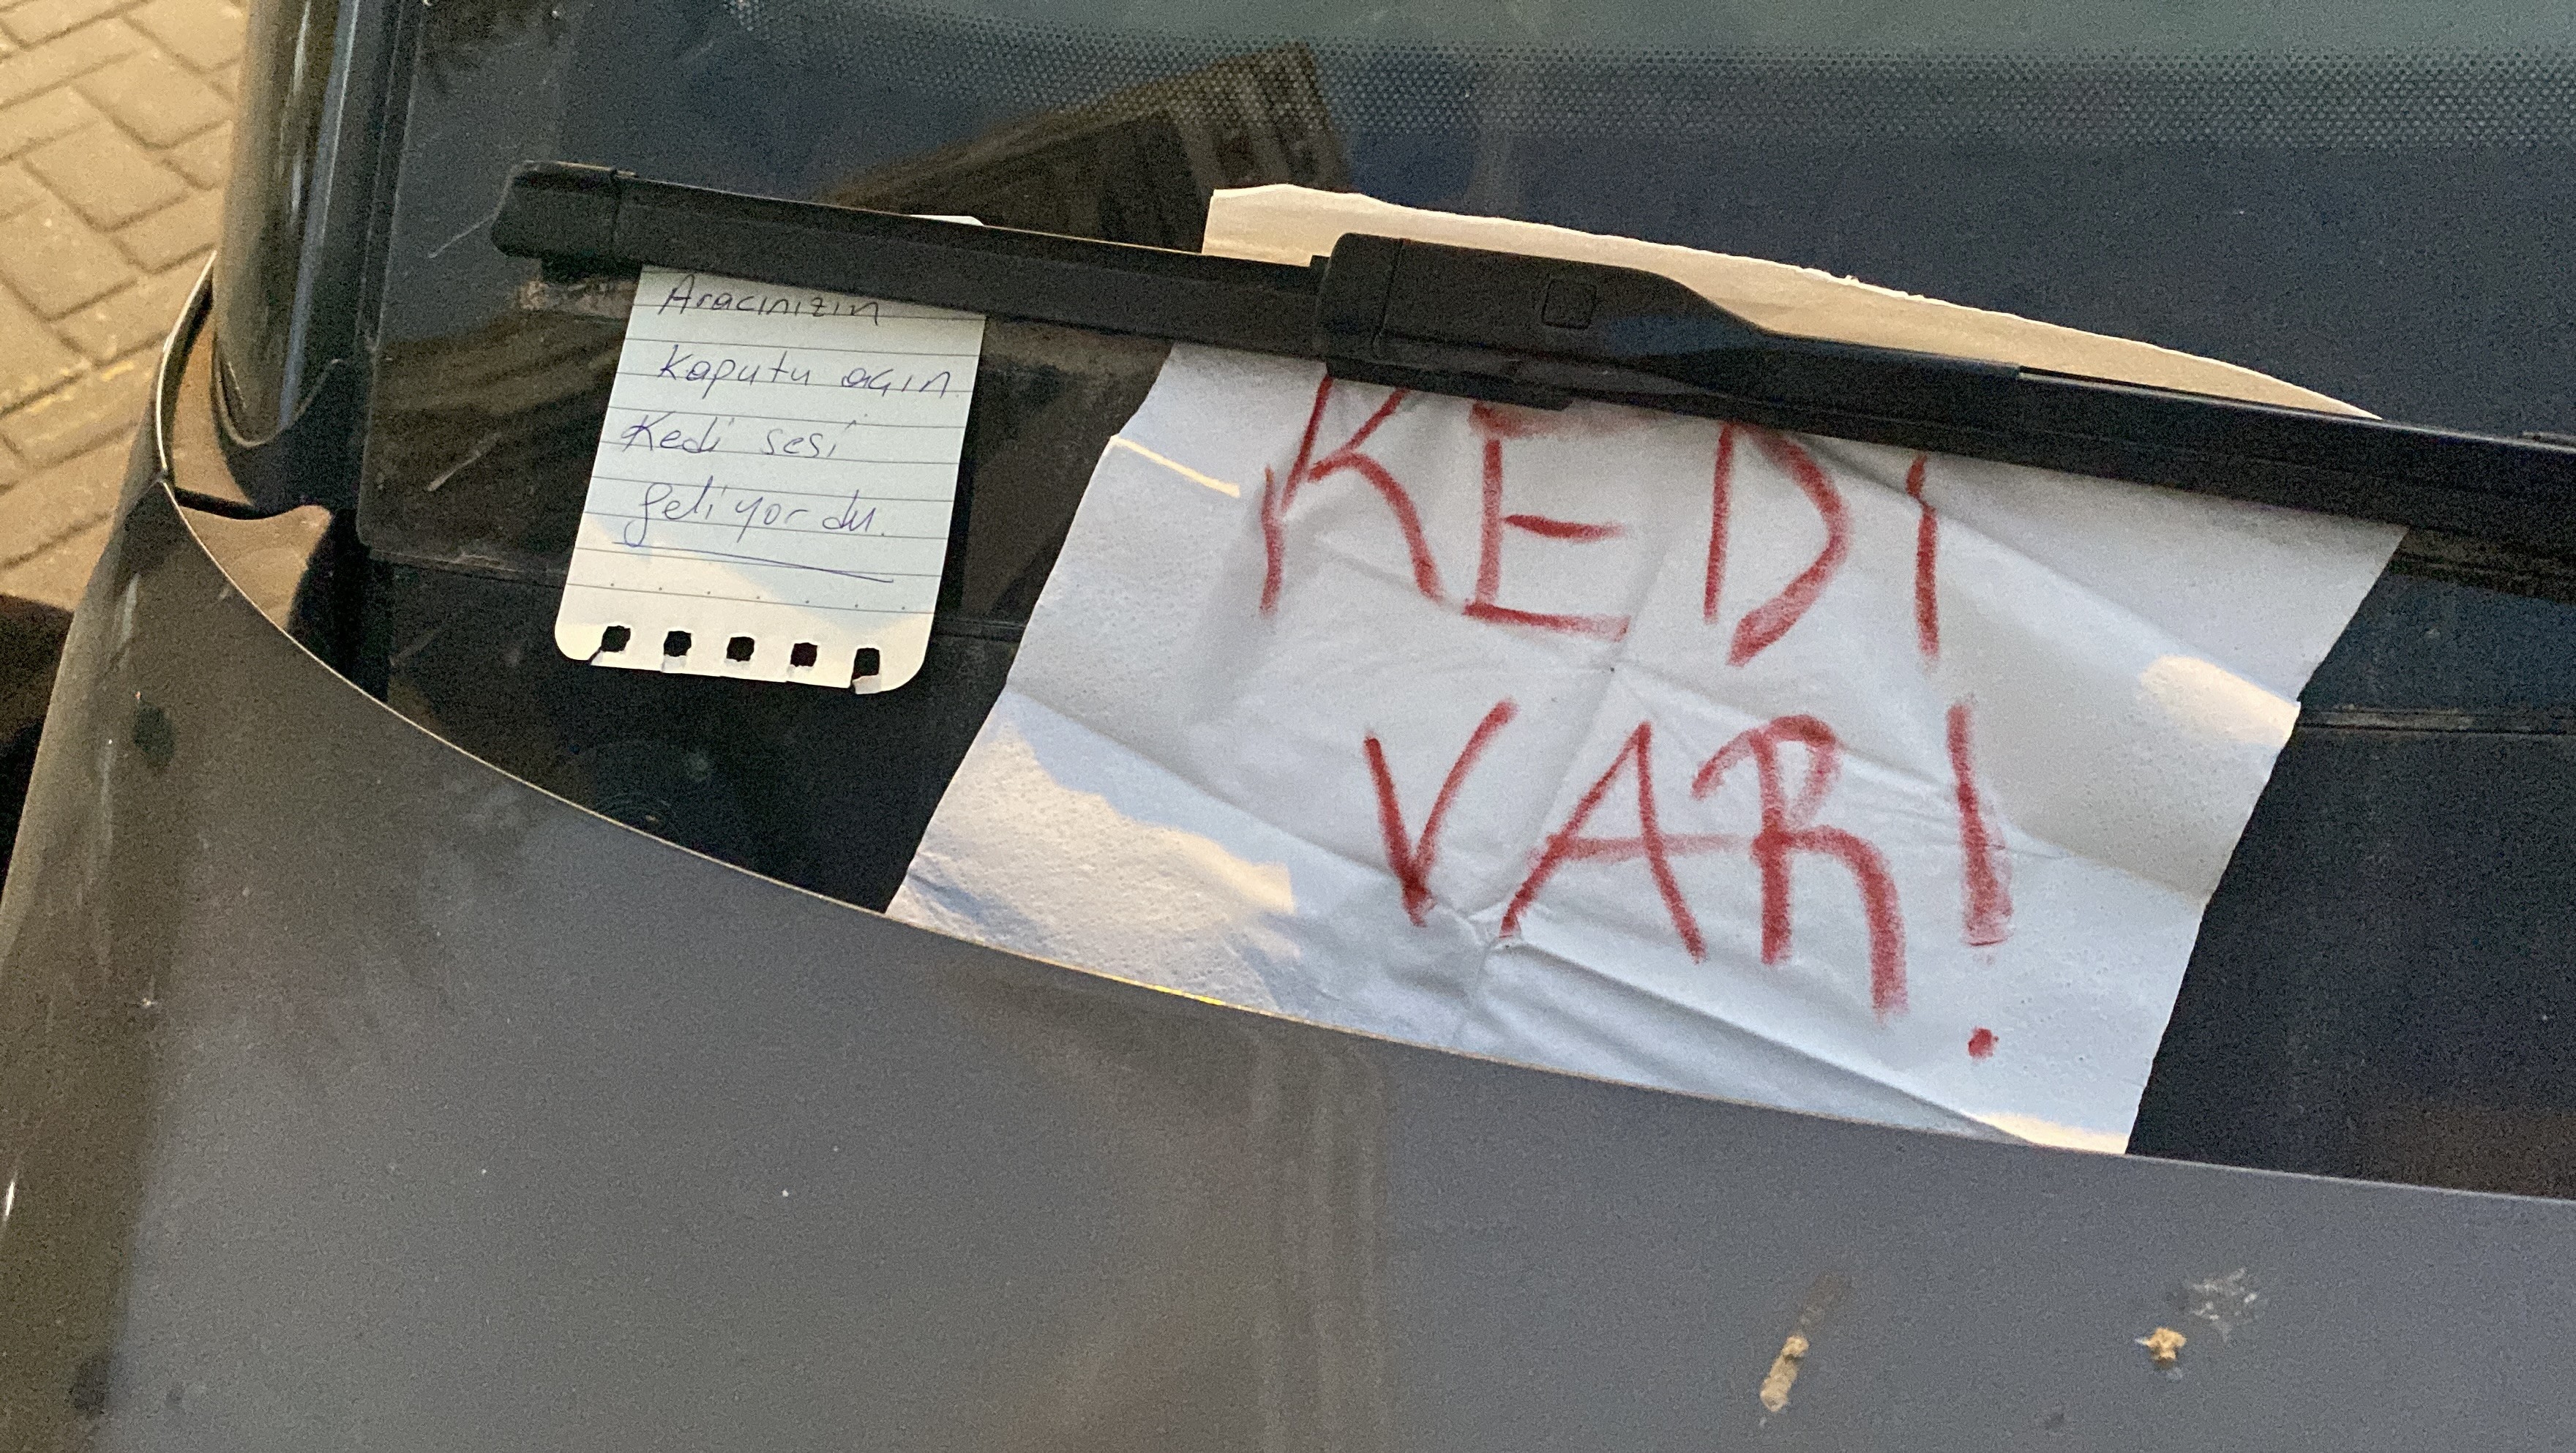 Aracınızın
Kaputu açın
Kedi sesi
geliyordu.
KEDİ
VAR!